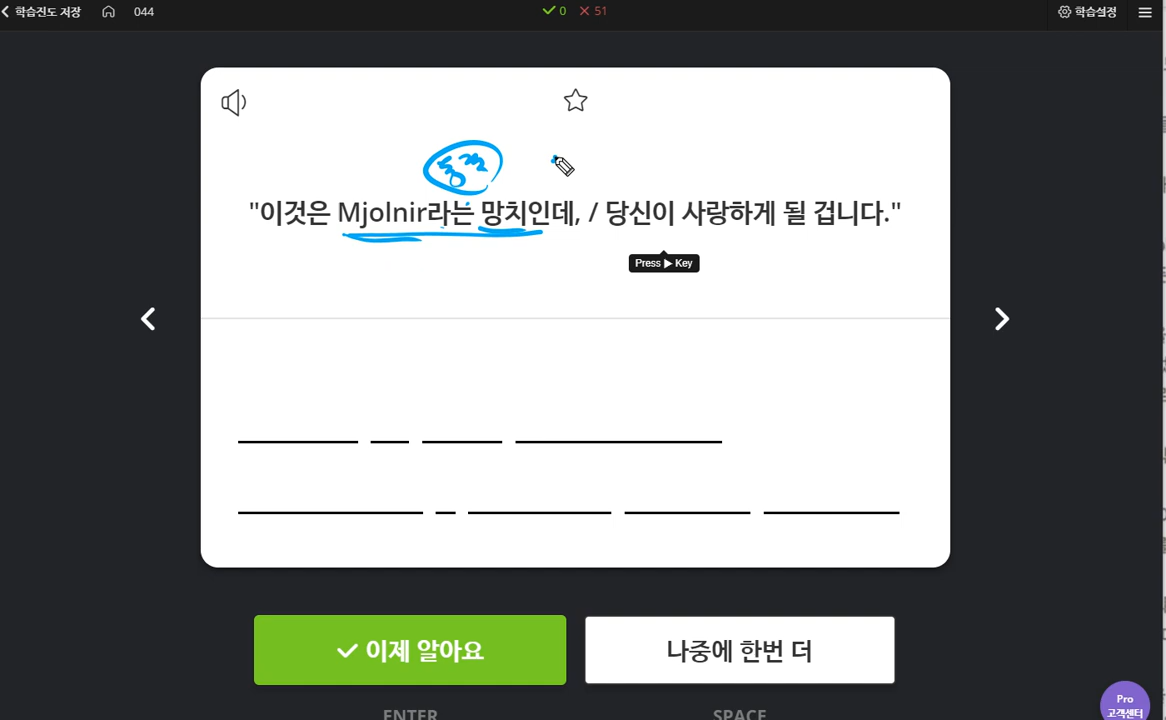 학습진도 저장 044 0 51 학습설정
동격
"이것은 Mjolnir라는 망치인데, / 당신이 사랑하게 될 겁니다."
Press ▶ Key
이제 알아요 나중에 한번 더
ENTER SPACE
Pro
고객센터